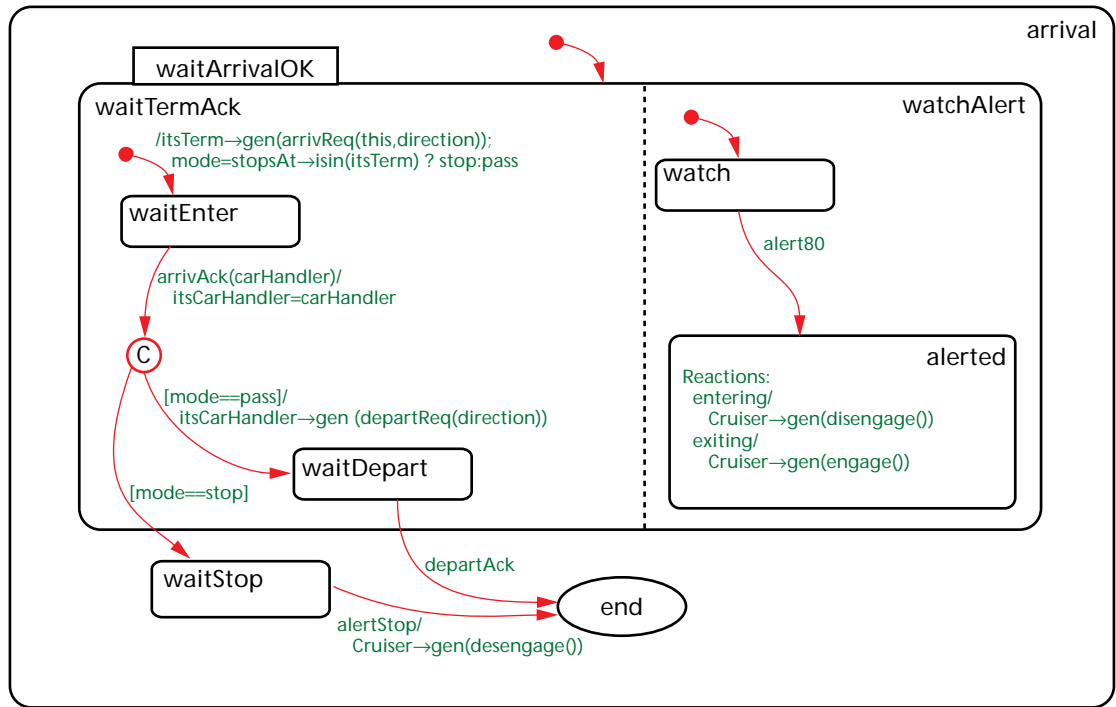 arrival
waitArrivalOK
waitTermAck
/itsTerm→gen(arrivReq(this,direction));
mode=stopsAt→isin(itsTerm) ? stop:pass
waitEnter
arrivAck(carHandler)/
itsCarHandler=carHandler
C
[mode==pass]/
itsCarHandler→gen (departReq(direction))
waitDepart
[mode==stop]
watchAlert
watch
alert80
alerted
Reactions:
entering/
Cruiser→gen(disengage())
exiting/
Cruiser→gen(engage())
waitStop
departAck
alertStop/
Cruiser→gen(desengage())
end